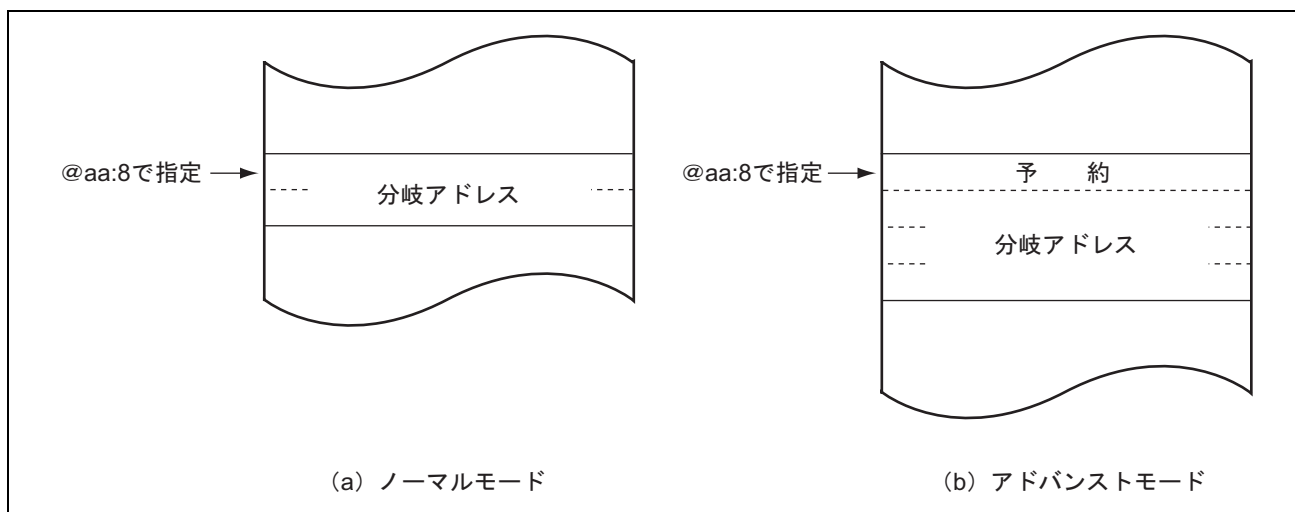 @aa:8で指定
分岐アドレス
(a) ノーマルモード
@aa:8で指定
予 約
分岐アドレス
(b) アドバンストモード